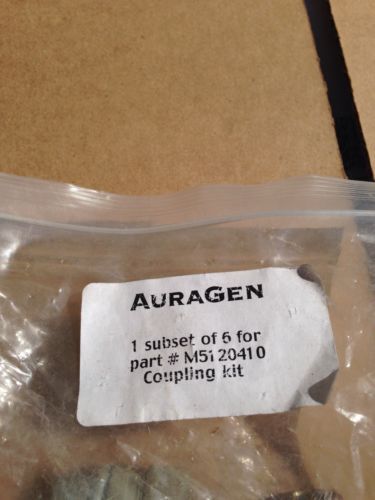 AURAGEN
1 subset of 6 for
part # M5120410
Coupling kit